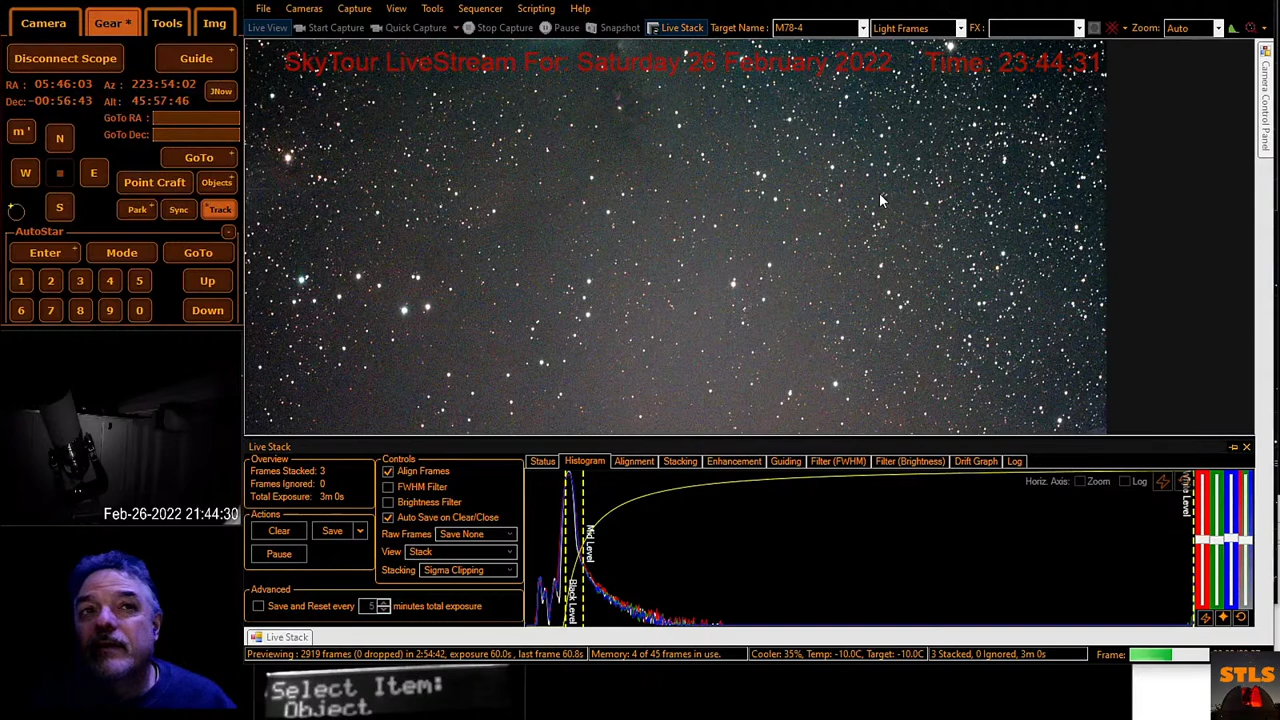 Camera Gear * Tools Img
File Cameras Capture View Tools Sequencer Scripting Help
Live View Start Capture Quick Capture Stop Capture Pause Snapshot Live Stack Target Name: M78-4 Light Frames FX : Zoom: Auto
Disconnect Scope Guide
RA : 05:46:03 Az : 223:54:02 JNow
Dec: -00:56:43 Alt : 45:57:46
GoTo RA :
GoTo Dec:
m ' N
W E GoTo
S Point Craft Objects
Park Sync Track
AutoStar -
Enter Mode GoTo
1 2 3 4 5 Up
6 7 8 9 0 Down
SkyTour LiveStream For Saturday 26 February 2022 Time: 23:44:31
Camera Control Panel
Feb-26-2022 21:44:30
Live Stack
Overview
Frames Stacked: 3
Frames Ignored: 0
Total Exposure: 3m 0s
Actions
Clear Save
Pause
Controls
Align Frames
FWHM Filter
Brightness Filter
Auto Save on Clear/Close
Raw Frames Save None
View Stack
Stacking Sigma Clipping
Advanced
Save and Reset every 5 minutes total exposure
Status Histogram Alignment Stacking Enhancement Guiding Filter (FWHM) Filter (Brightness) Drift Graph Log
Horiz. Axis: Zoom Log
Black Level
Mid Level
White Level
Live Stack
Previewing : 2919 frames (0 dropped) in 2:54:42, exposure 60.0s , last frame 60.8s Memory: 4 of 45 frames in use. Cooler: 35%, Temp: -10.0C, Target: -10.0C 3 Stacked, 0 Ignored, 3m 0s Frame:
Select Item:
Object
STLS